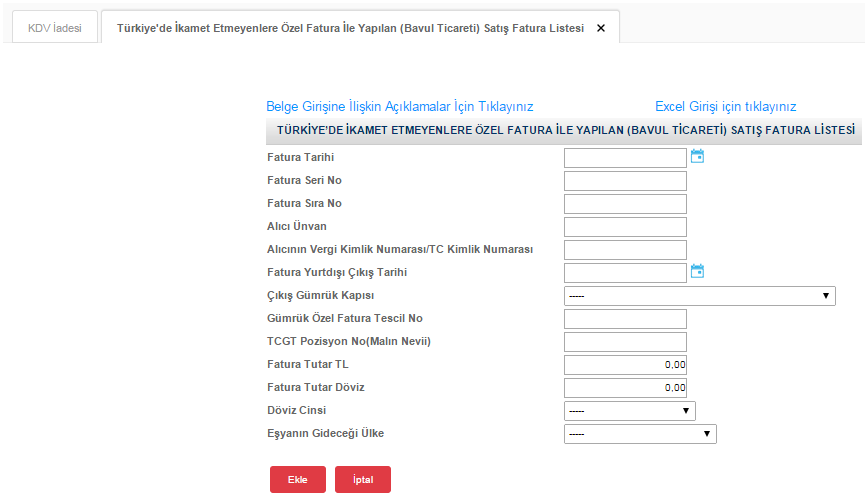 KDV İadesi
Türkiye'de İkamet Etmeyenlere Özel Fatura İle Yapılan (Bavul Ticareti) Satış Fatura Listesi ×
Belge Girişine İlişkin Açıklamalar İçin Tıklayınız
Excel Girişi için tıklayınız
TÜRKİYE'DE İKAMET ETMEYENLERE ÖZEL FATURA İLE YAPILAN (BAVUL TİCARETİ) SATIŞ FATURA LİSTESİ
Fatura Tarihi
Fatura Seri No
Fatura Sıra No
Alıcı Ünvan
Alıcının Vergi Kimlik Numarası/TC Kimlik Numarası
Fatura Yurtdışı Çıkış Tarihi
Çıkış Gümrük Kapısı -----
Gümrük Özel Fatura Tescil No
TCGT Pozisyon No(Malın Nevii)
Fatura Tutar TL 0,00
Fatura Tutar Döviz 0,00
Döviz Cinsi -----
Eşyanın Gideceği Ülke -----
Ekle İptal